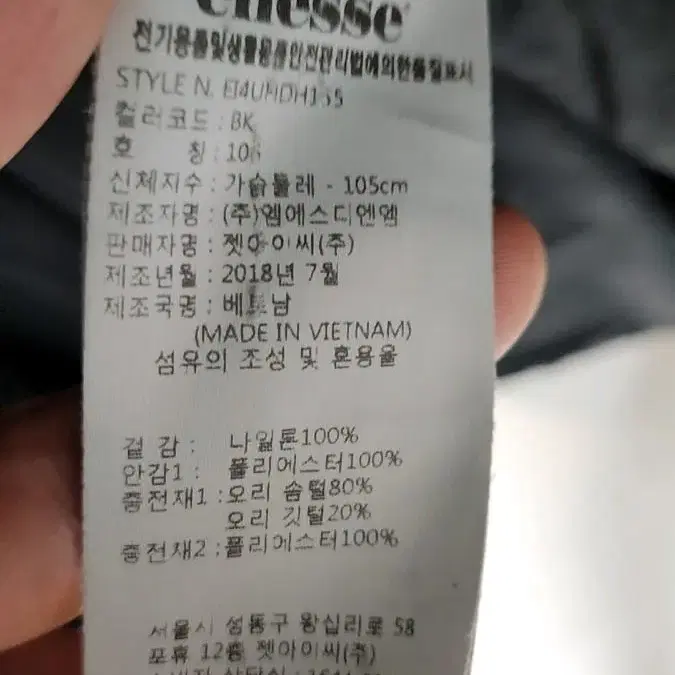 ellesse
전기용품및생활용품안전관리법에의한품질표시
STYLE N.
컬러코드 : BK
호 칭 :
신체지수 : 가슴둘레 - 105cm
제조자명 : (주)엠에스디엔엠
판매자명 : 젯아이씨(주)
제조년월 : 2018년 7월
제조국명 : 베트남
(MADE IN VIETNAM)
섬유의 조성 및 혼용율
겉 감 : 나일론100%
안감1 : 폴리에스터100%
충전재1 : 오리 솜털80%
오리 깃털20%
충전재2 : 폴리에스터100%
서울시 성동구 왕십리로 58
포휴 12층 젯아이씨(주)